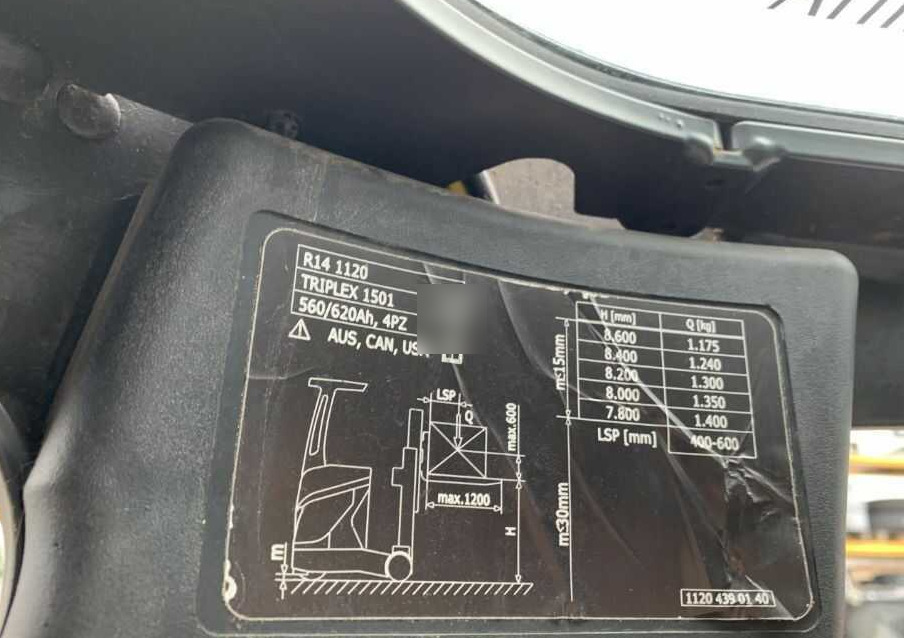 R14 1120
TRIPLEX 1501
560/620Ah, 4PZ
AUS, CAN, USA
LSP
Q
max.600
max.1200
H
m
m≤15mm
m≤30mm
H [mm] Q [kg]
8.600 1.175
8.400 1.240
8.200 1.300
8.000 1.350
7.800 1.400
LSP [mm] 400-600
1120 439 01 40